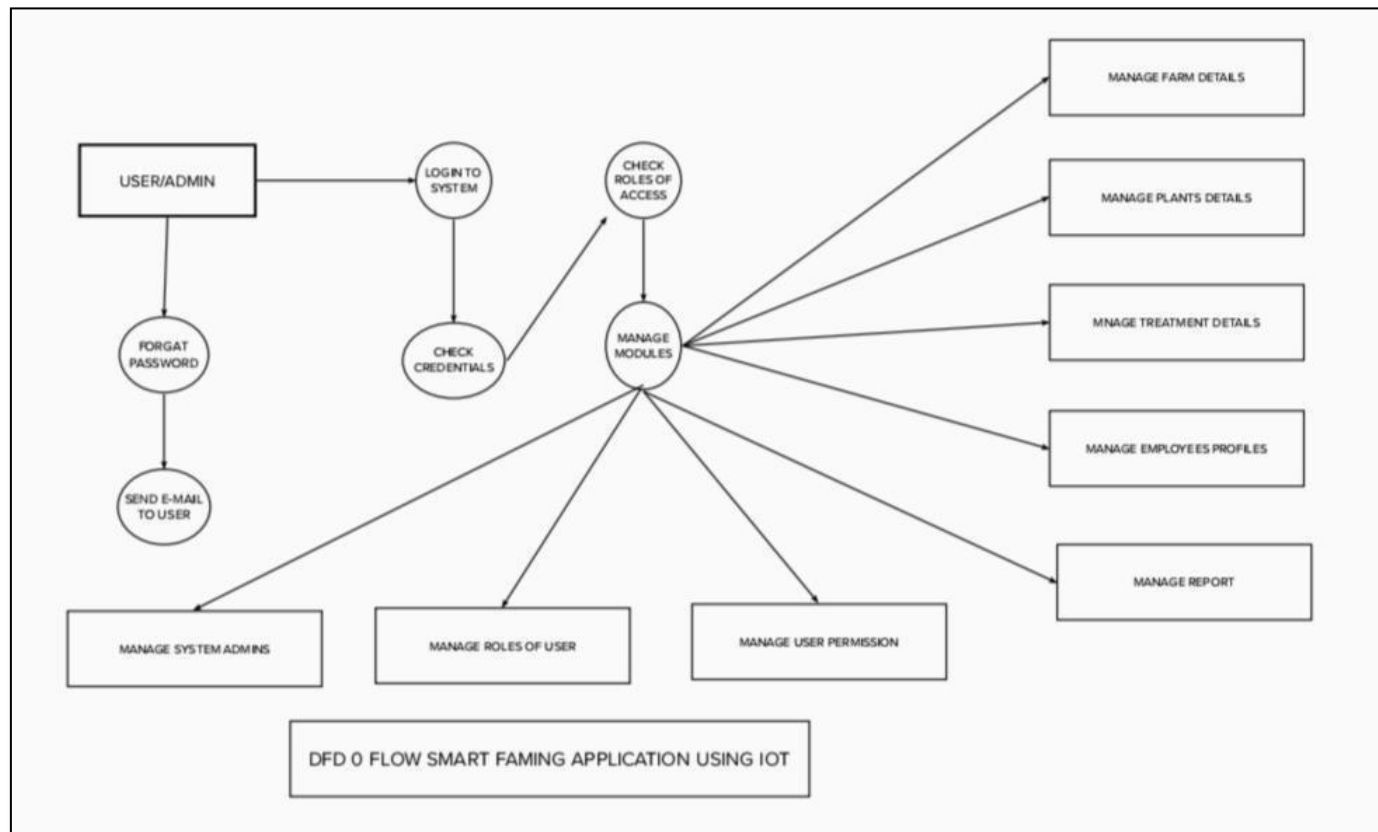 MANAGE FARM DETAILS
USER/ADMIN
LOGIN TO
SYSTEM
CHECK
ROLES OF
ACCESS
MANAGE PLANTS DETAILS
FORGAT
PASSWORD
CHECK
CREDENTIALS
MANAGE
MODULES
MNAGE TREATMENT DETAILS
MANAGE EMPLOYEES PROFILES
SEND E-MAIL
TO USER
MANAGE REPORT
MANAGE SYSTEM ADMINS
MANAGE ROLES OF USER
MANAGE USER PERMISSION
DFD 0 FLOW SMART FAMING APPLICATION USING IOT